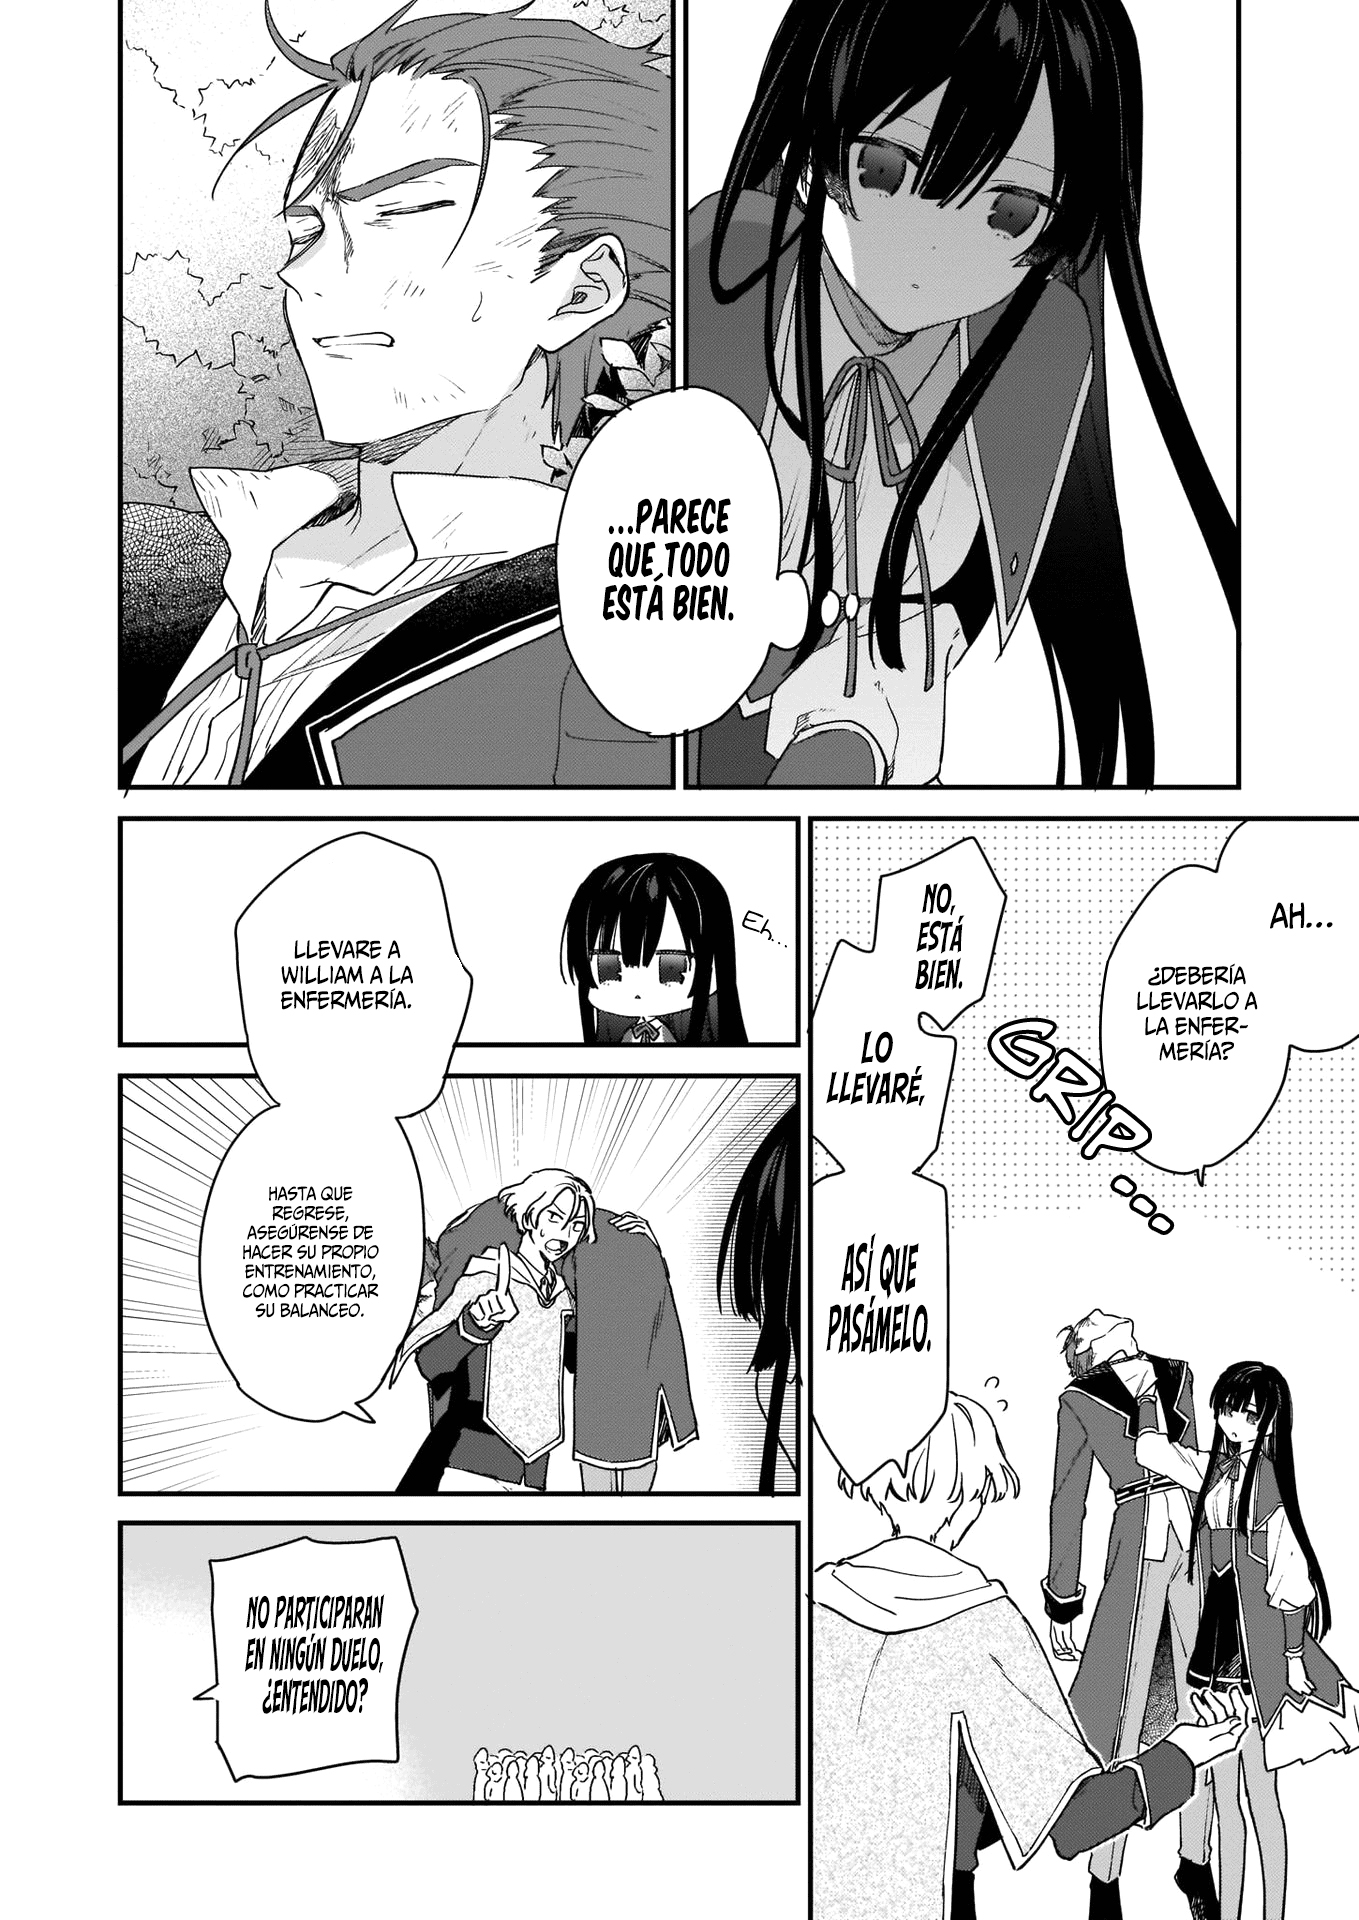 ...PARECE
QUE TODO
ESTÁ BIEN.
AH...
¿DEBERÍA
LLEVARLO A
LA ENFER-
MERÍA?
GRIP...
NO,
ESTÁ
BIEN.
LO
LLEVARÉ,
ASÍ QUE
PASÁMELO.
Eh...
LLEVARE A
WILLIAM A LA
ENFERMERÍA.
HASTA QUE
REGRESE,
ASEGÚRENSE DE
HACER SU PROPIO
ENTRENAMIENTO,
COMO PRACTICAR
SU BALANCEO.
NO PARTICIPARAN
EN NINGÚN DUELO,
¿ENTENDIDO?